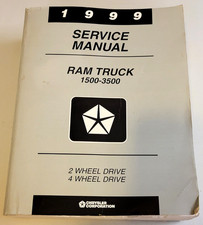 1999
SERVICE
MANUAL
RAM TRUCK
1500-3500
2 WHEEL DRIVE
4 WHEEL DRIVE
CHRYSLER
CORPORATION